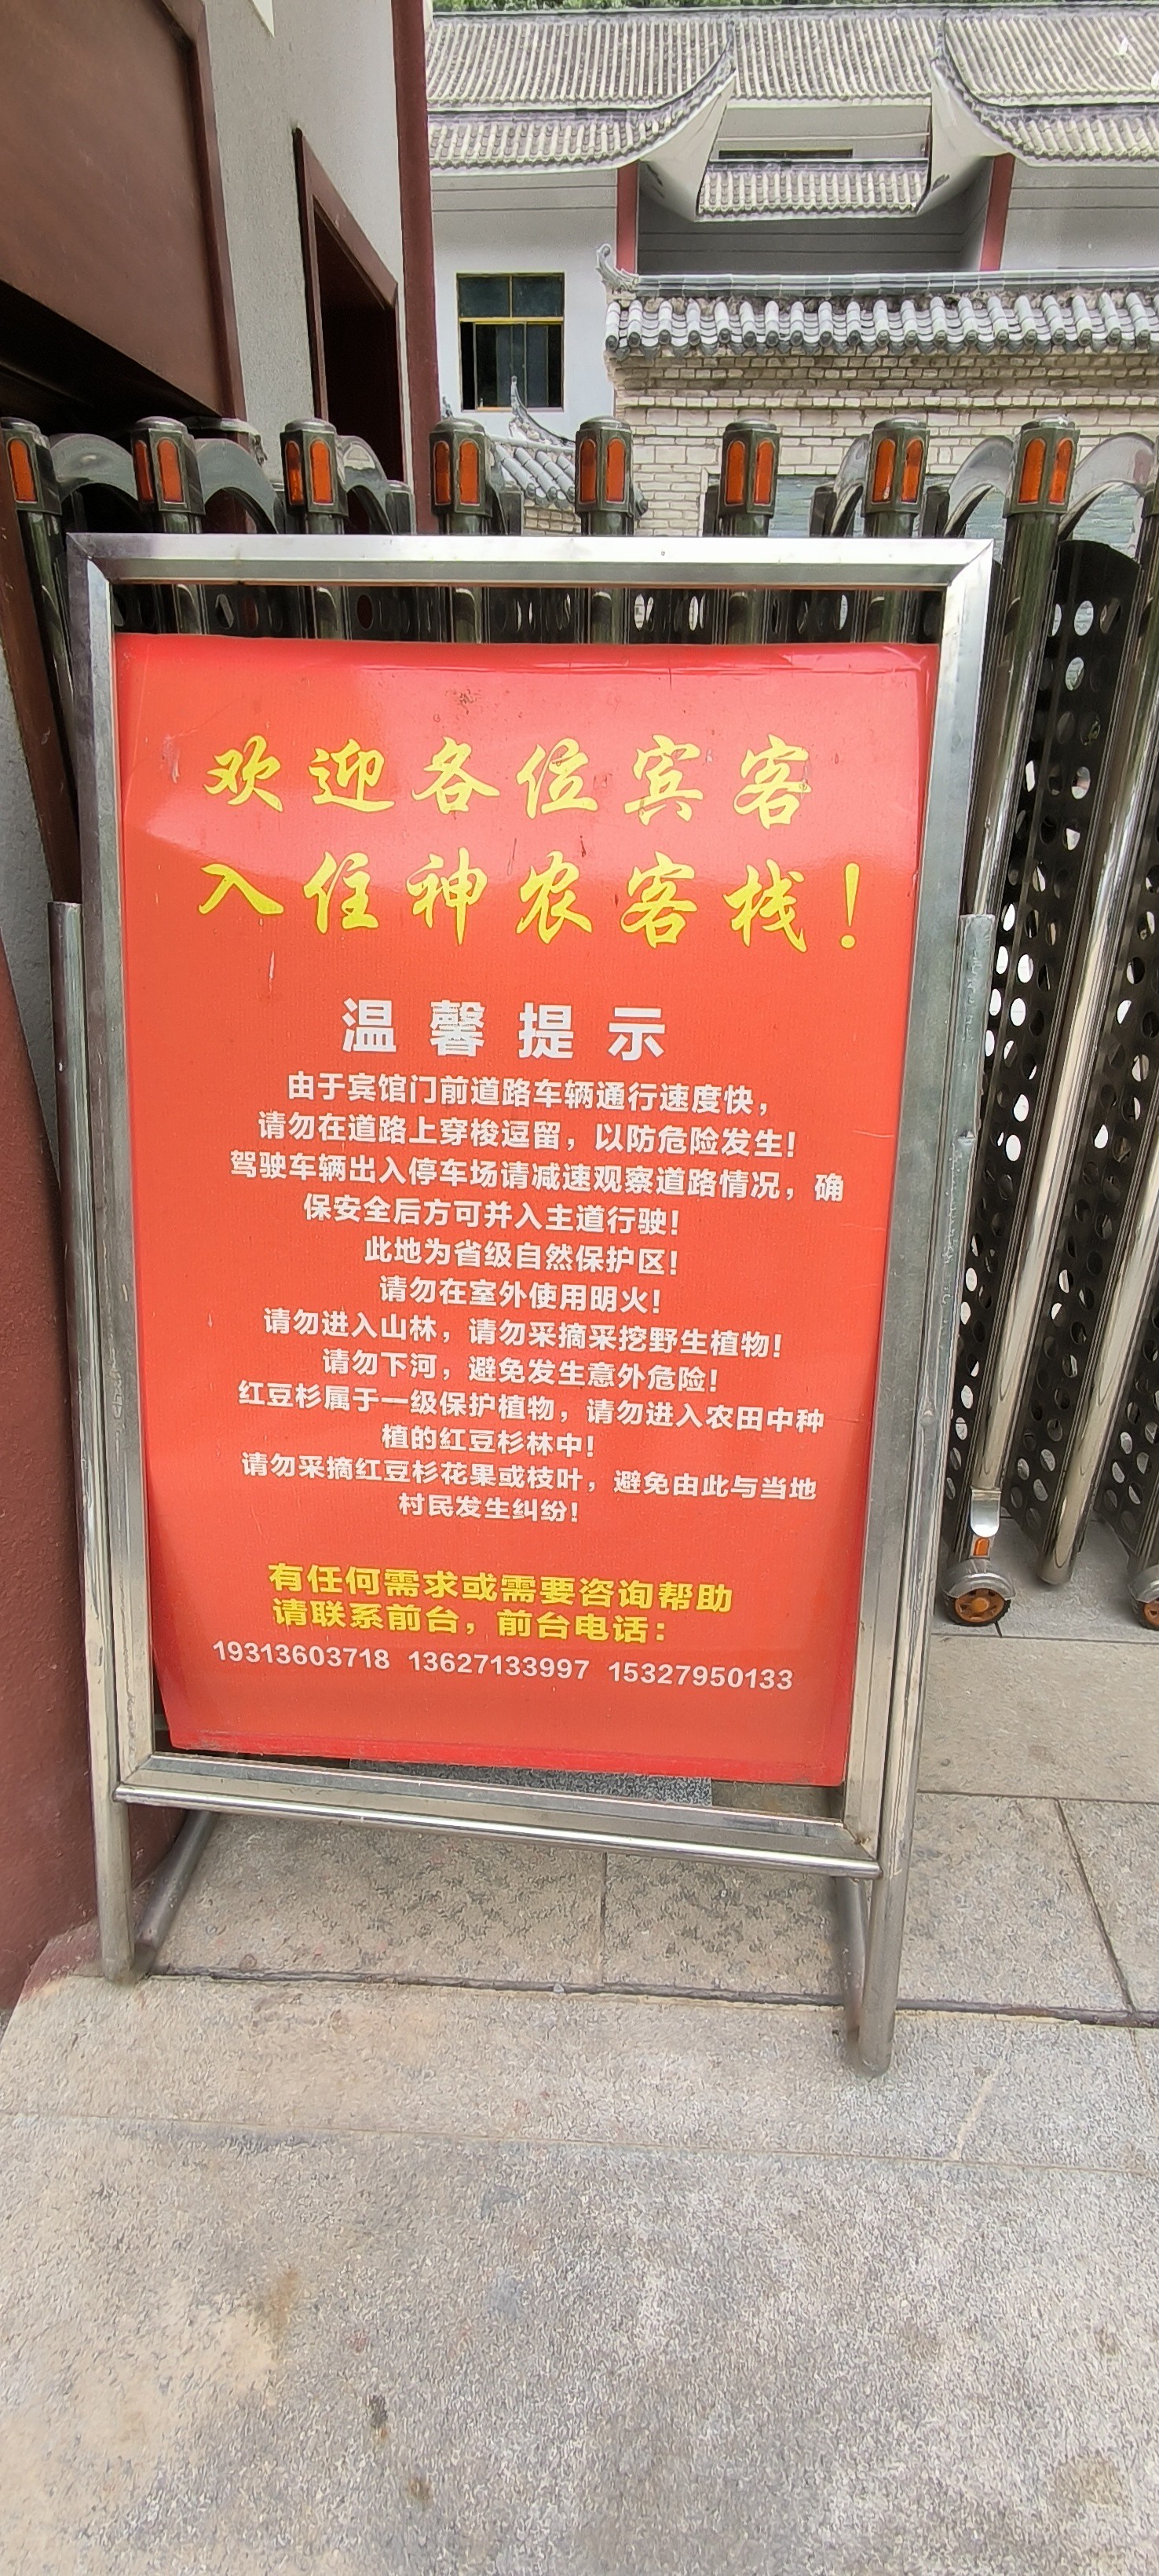 欢迎各位宾客
入住神农客栈！
温馨提示
由于宾馆门前道路车辆通行速度快，
请勿在道路上穿梭逗留，以防危险发生！
驾驶车辆出入停车场请减速观察道路情况，确
保安全后方可并入主道行驶！
此地为省级自然保护区！
请勿在室外使用明火！
请勿进入山林，请勿采摘采挖野生植物！
请勿下河，避免发生意外危险！
红豆杉属于一级保护植物，请勿进入农田中种
植的红豆杉林中！
请勿采摘红豆杉花果或枝叶，避免由此与当地
村民发生纠纷！
有任何需求或需要咨询帮助
请联系前台，前台电话：
19313603718 13627133997 15327950133